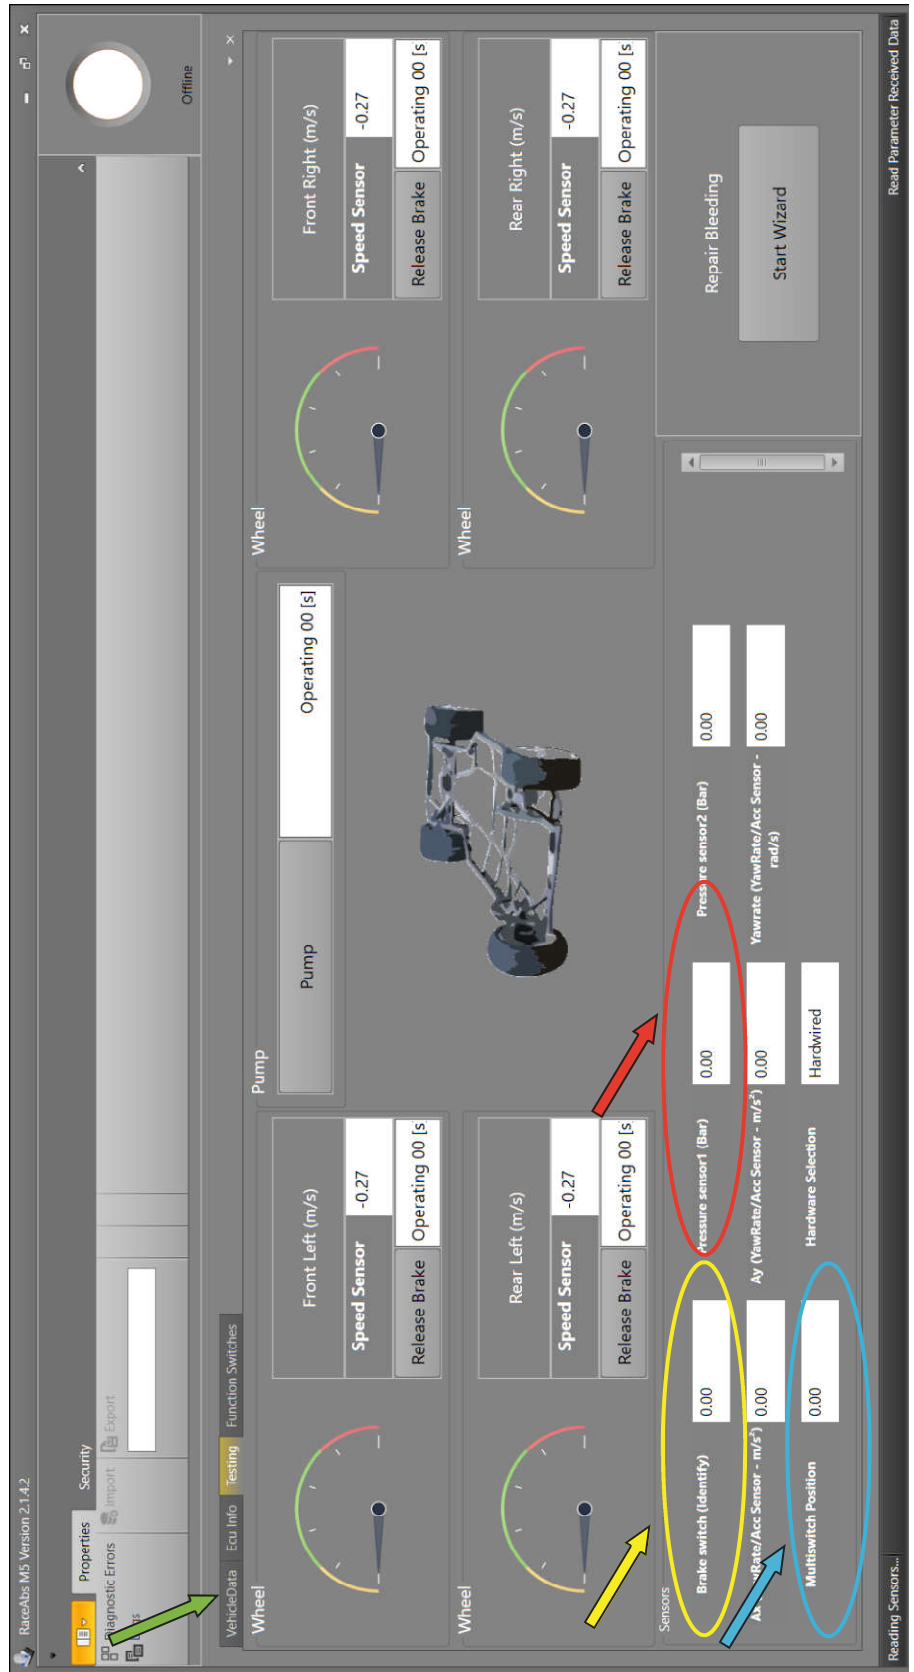 RaceAbs M5 Version 2.1.4.2
Properties
Security
Diagnostic Errors
Import
Export
Offline
VehicleData
Ecu Info
Testing
Function Switches
Wheel
Front Left (m/s)
Speed Sensor
-0.27
Release Brake
Operating 00 [s]
Pump
Pump
Operating 00 [s]
Wheel
Front Right (m/s)
Speed Sensor
-0.27
Release Brake
Operating 00 [s]
Wheel
Rear Left (m/s)
Speed Sensor
-0.27
Release Brake
Operating 00 [s]
Wheel
Rear Right (m/s)
Speed Sensor
-0.27
Release Brake
Operating 00 [s]
Sensors
Brake switch (Identify)
0.00
Pressure sensor1 (Bar)
0.00
Pressure sensor2 (Bar)
0.00
0.00
Ay (YawRate/Acc Sensor - m/s²)
0.00
Yawrate (YawRate/Acc Sensor -
rad/s)
0.00
Multiswitch Position
0.00
Hardware Selection
Hardwired
Repair Bleeding
Start Wizard
Reading Sensors...
Read Parameter Received Data